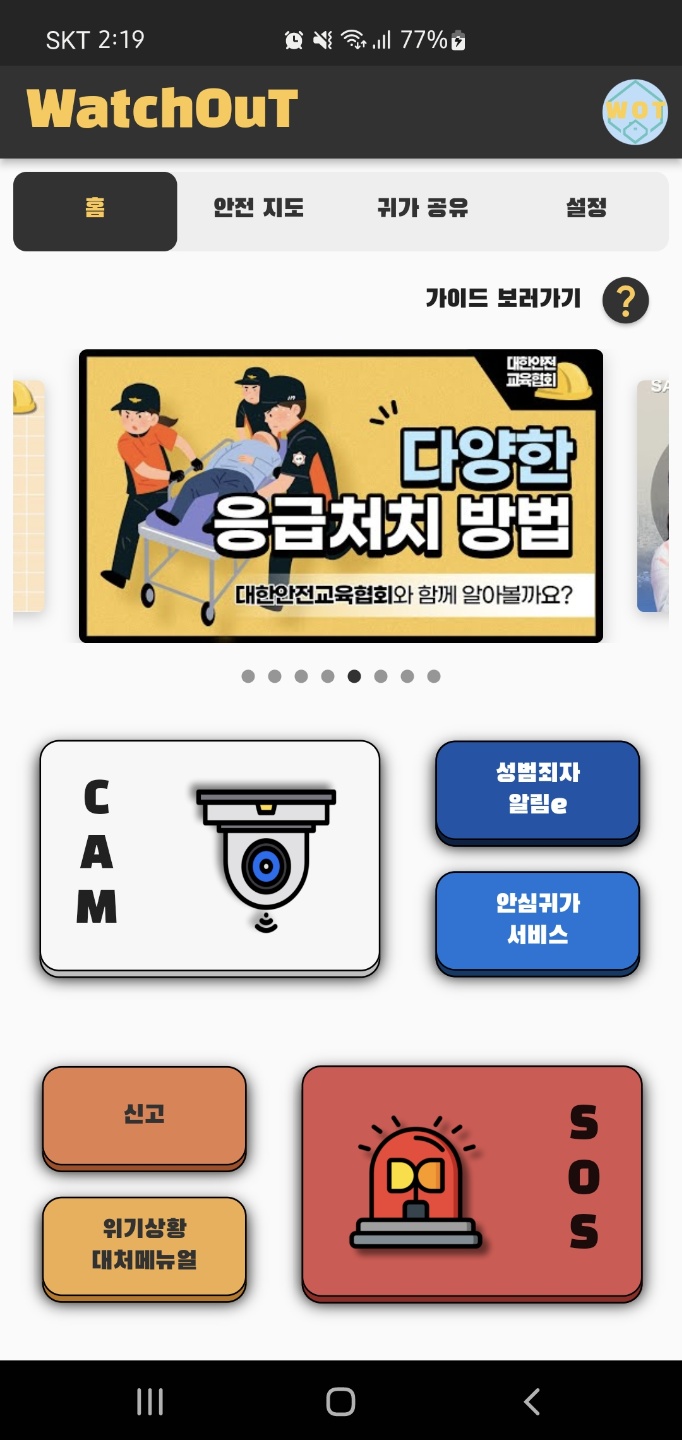 SKT 2:19
77%
WatchOuT
WOT
홈
안전 지도
귀가 공유
설정
가이드 보러가기
?
대한안전
교육협회
다양한
응급처치 방법
대한안전교육협회와 함께 알아볼까요?
SA
CAM
성범죄자
알림e
안심귀가
서비스
신고
위기상황
대처메뉴얼
SOS